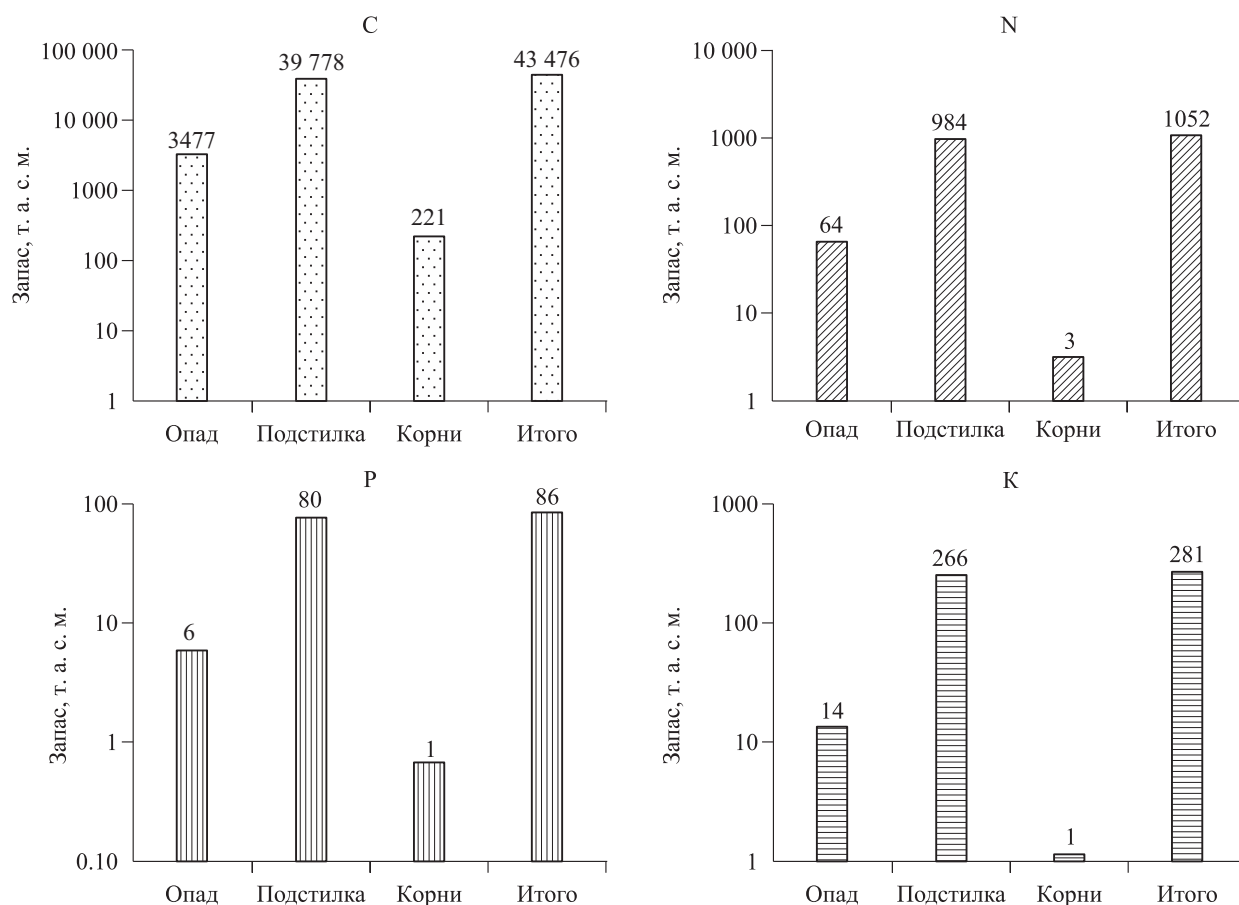 C
Запас, т. а. с. м.
100 000
10 000
1000
100
10
1
3477
39 778
221
43 476
Опад Подстилка Корни Итого
N
Запас, т. а. с. м.
10 000
1000
100
10
1
64
984
3
1052
Опад Подстилка Корни Итого
P
Запас, т. а. с. м.
100
10
1
0.10
6
80
1
86
Опад Подстилка Корни Итого
K
Запас, т. а. с. м.
1000
100
10
1
14
266
1
281
Опад Подстилка Корни Итого